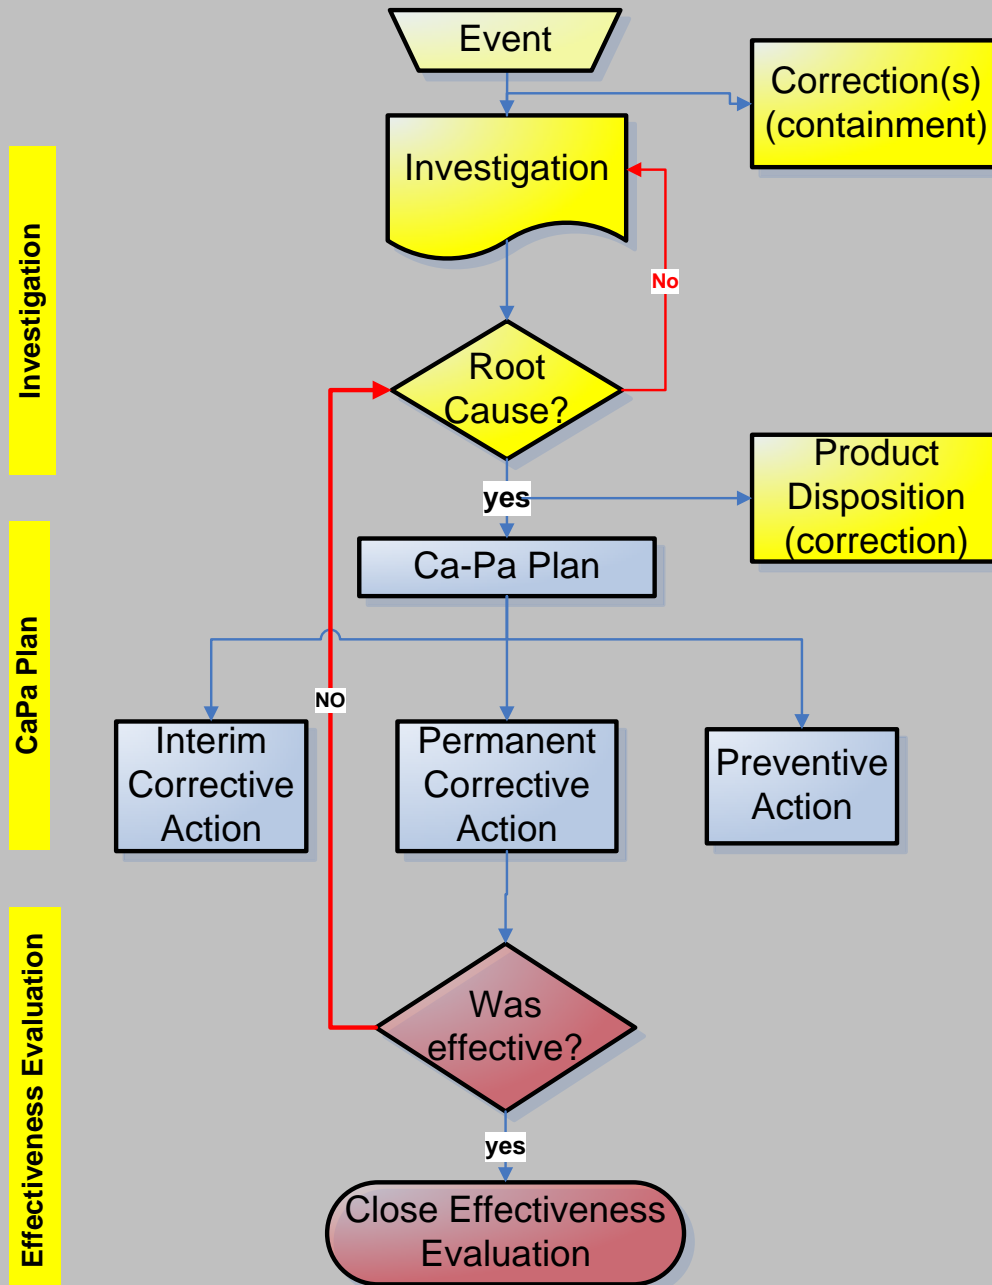 Event
Correction(s)
(containment)
Investigation
Investigation
No
Root
Cause?
yes
Product
Disposition
(correction)
CaPa Plan
Ca-Pa Plan
NO
Interim
Corrective
Action
Permanent
Corrective
Action
Preventive
Action
Effectiveness Evaluation
Was
effective?
yes
Close Effectiveness
Evaluation